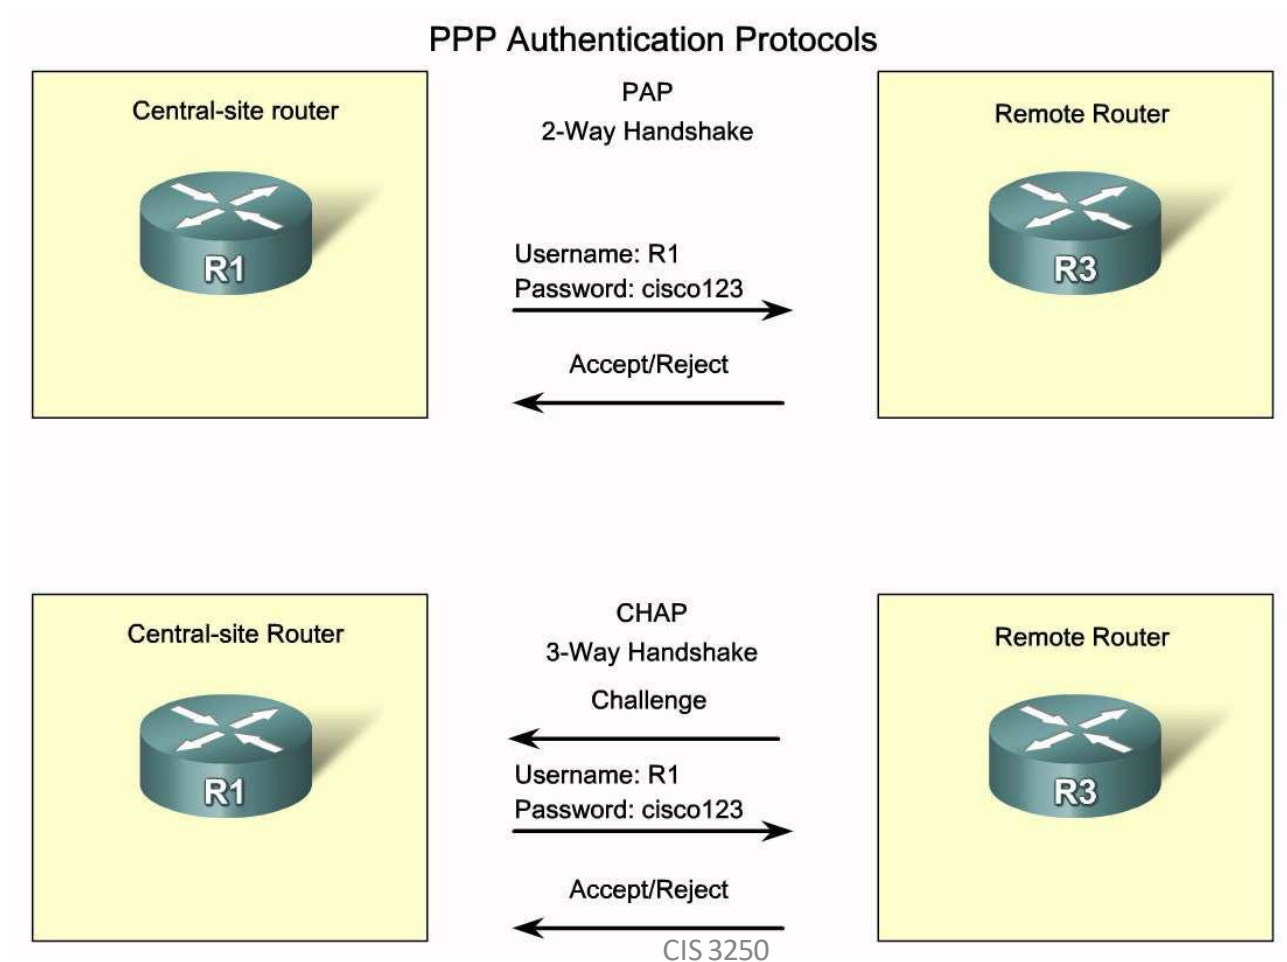 PPP Authentication Protocols
Central-site router
PAP
2-Way Handshake
Remote Router
R1
Username: R1
Password: cisco123
Accept/Reject
R3
Central-site Router
CHAP
3-Way Handshake
Remote Router
Challenge
R1
Username: R1
Password: cisco123
Accept/Reject
R3
CIS 3250